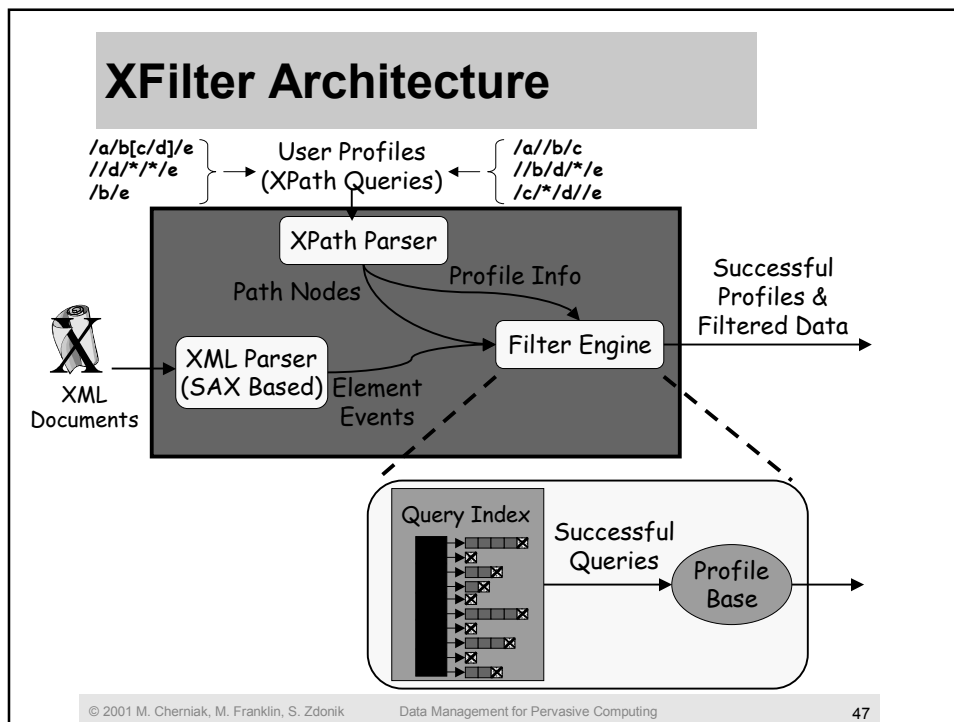 XFilter Architecture
/a/b[c/d]/e
//d/*/*/e
/b/e
User Profiles
(XPath Queries)
/a//b/c
//b/d/*/e
/c/*/d//e
XPath Parser
Profile Info
Path Nodes
Successful
Profiles &
Filtered Data
X
XML
Documents
XML Parser
(SAX Based)
Element
Events
Filter Engine
Query Index
Successful
Queries
Profile
Base
© 2001 M. Cherniak, M. Franklin, S. Zdonik
Data Management for Pervasive Computing
47